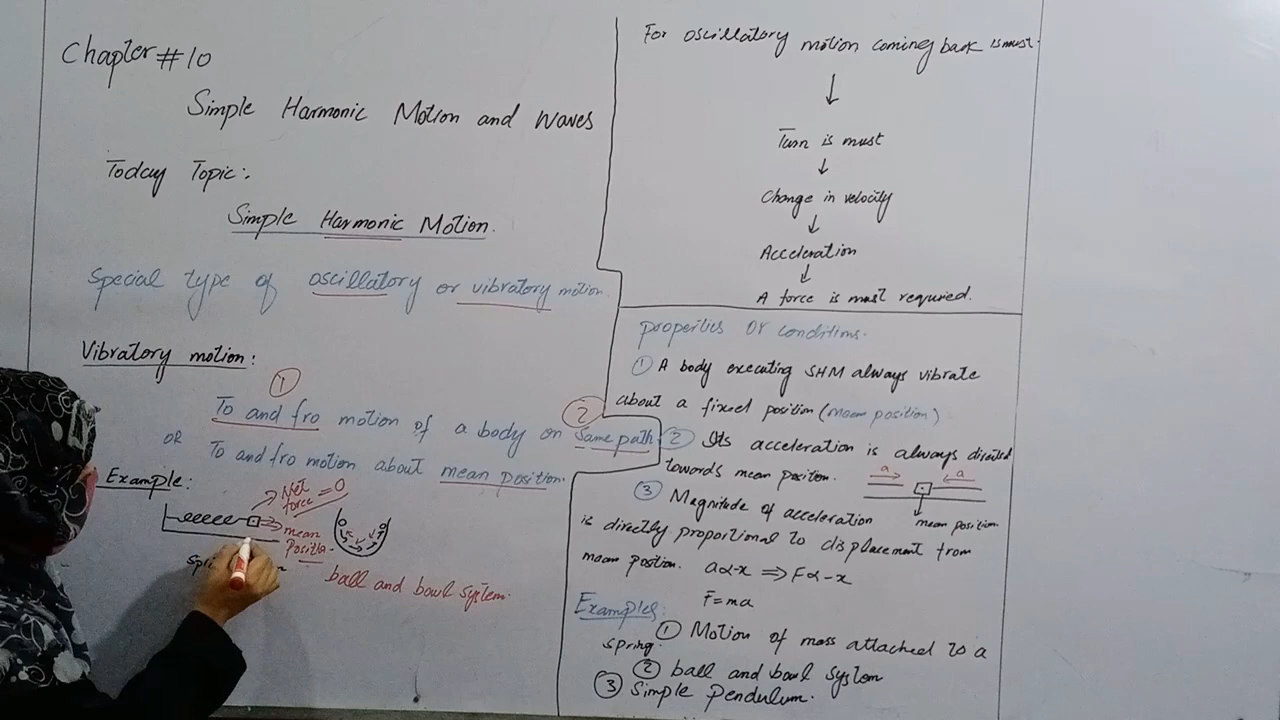 Chapter #10
Simple Harmonic Motion and Waves
Today Topic:
Simple Harmonic Motion.
Special type of oscillatory or vibratory motion.
Vibratory motion:
①
To and fro motion of a body on same path
②
OR
To and fro motion about mean position.
Example:
Net
force = 0
mean
Position.
ball and bowl system.
For oscillatory motion coming back is must.
↓
Turn is must
↓
Change in velocity
↓
Acceleration
↓
A force is must required.
properties or conditions.
① A body executing SHM always vibrate
about a fixed position (mean position)
② Its acceleration is always directed
towards mean position.
a a
mean position.
③ Magnitude of acceleration
is directly proportional to displacement from
mean position. a∝-x ⇒ F∝-x
F=ma
Examples:
① Motion of mass attached to a
spring.
② ball and bowl system
③ Simple Pendulum.